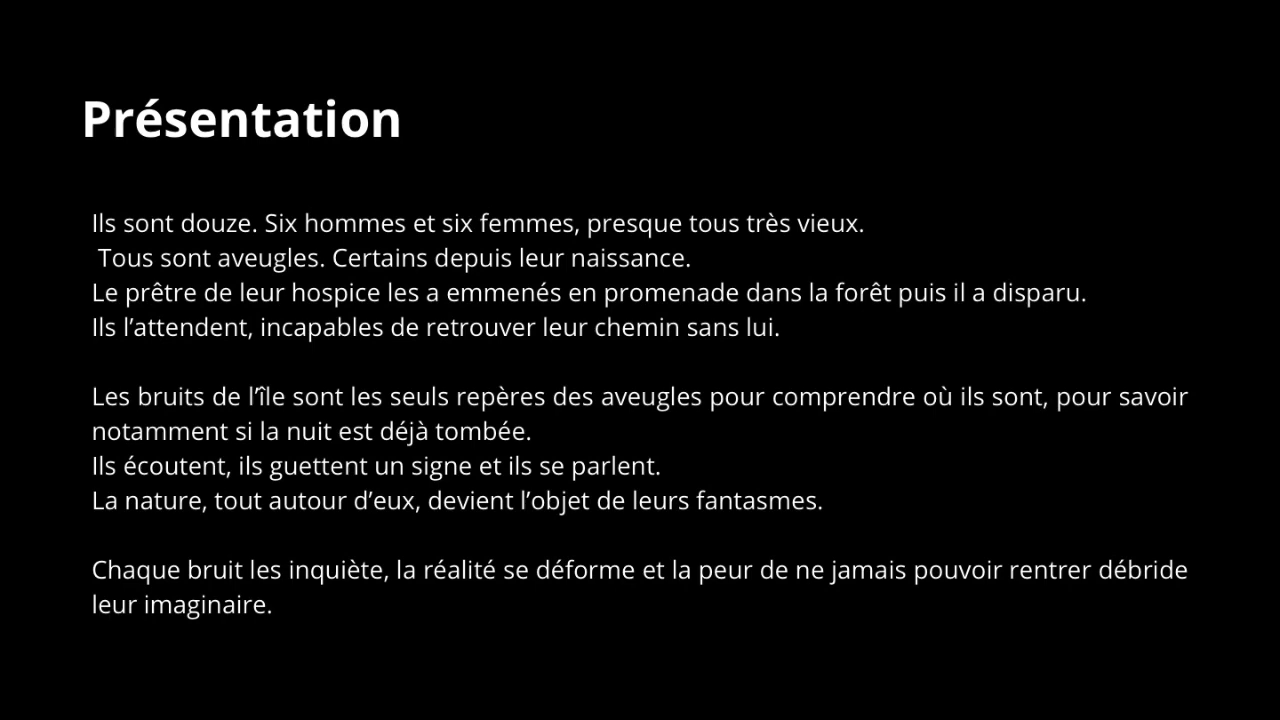 Présentation
Ils sont douze. Six hommes et six femmes, presque tous très vieux.
Tous sont aveugles. Certains depuis leur naissance.
Le prêtre de leur hospice les a emmenés en promenade dans la forêt puis il a disparu.
Ils l’attendent, incapables de retrouver leur chemin sans lui.
Les bruits de l’île sont les seuls repères des aveugles pour comprendre où ils sont, pour savoir
notamment si la nuit est déjà tombée.
Ils écoutent, ils guettent un signe et ils se parlent.
La nature, tout autour d’eux, devient l’objet de leurs fantasmes.
Chaque bruit les inquiète, la réalité se déforme et la peur de ne jamais pouvoir rentrer débride
leur imaginaire.